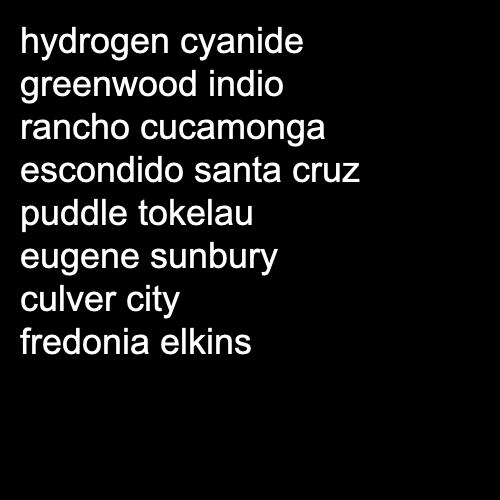 hydrogen cyanide
greenwood indio
rancho cucamonga
escondido santa cruz
puddle tokelau
eugene sunbury
culver city
fredonia elkins